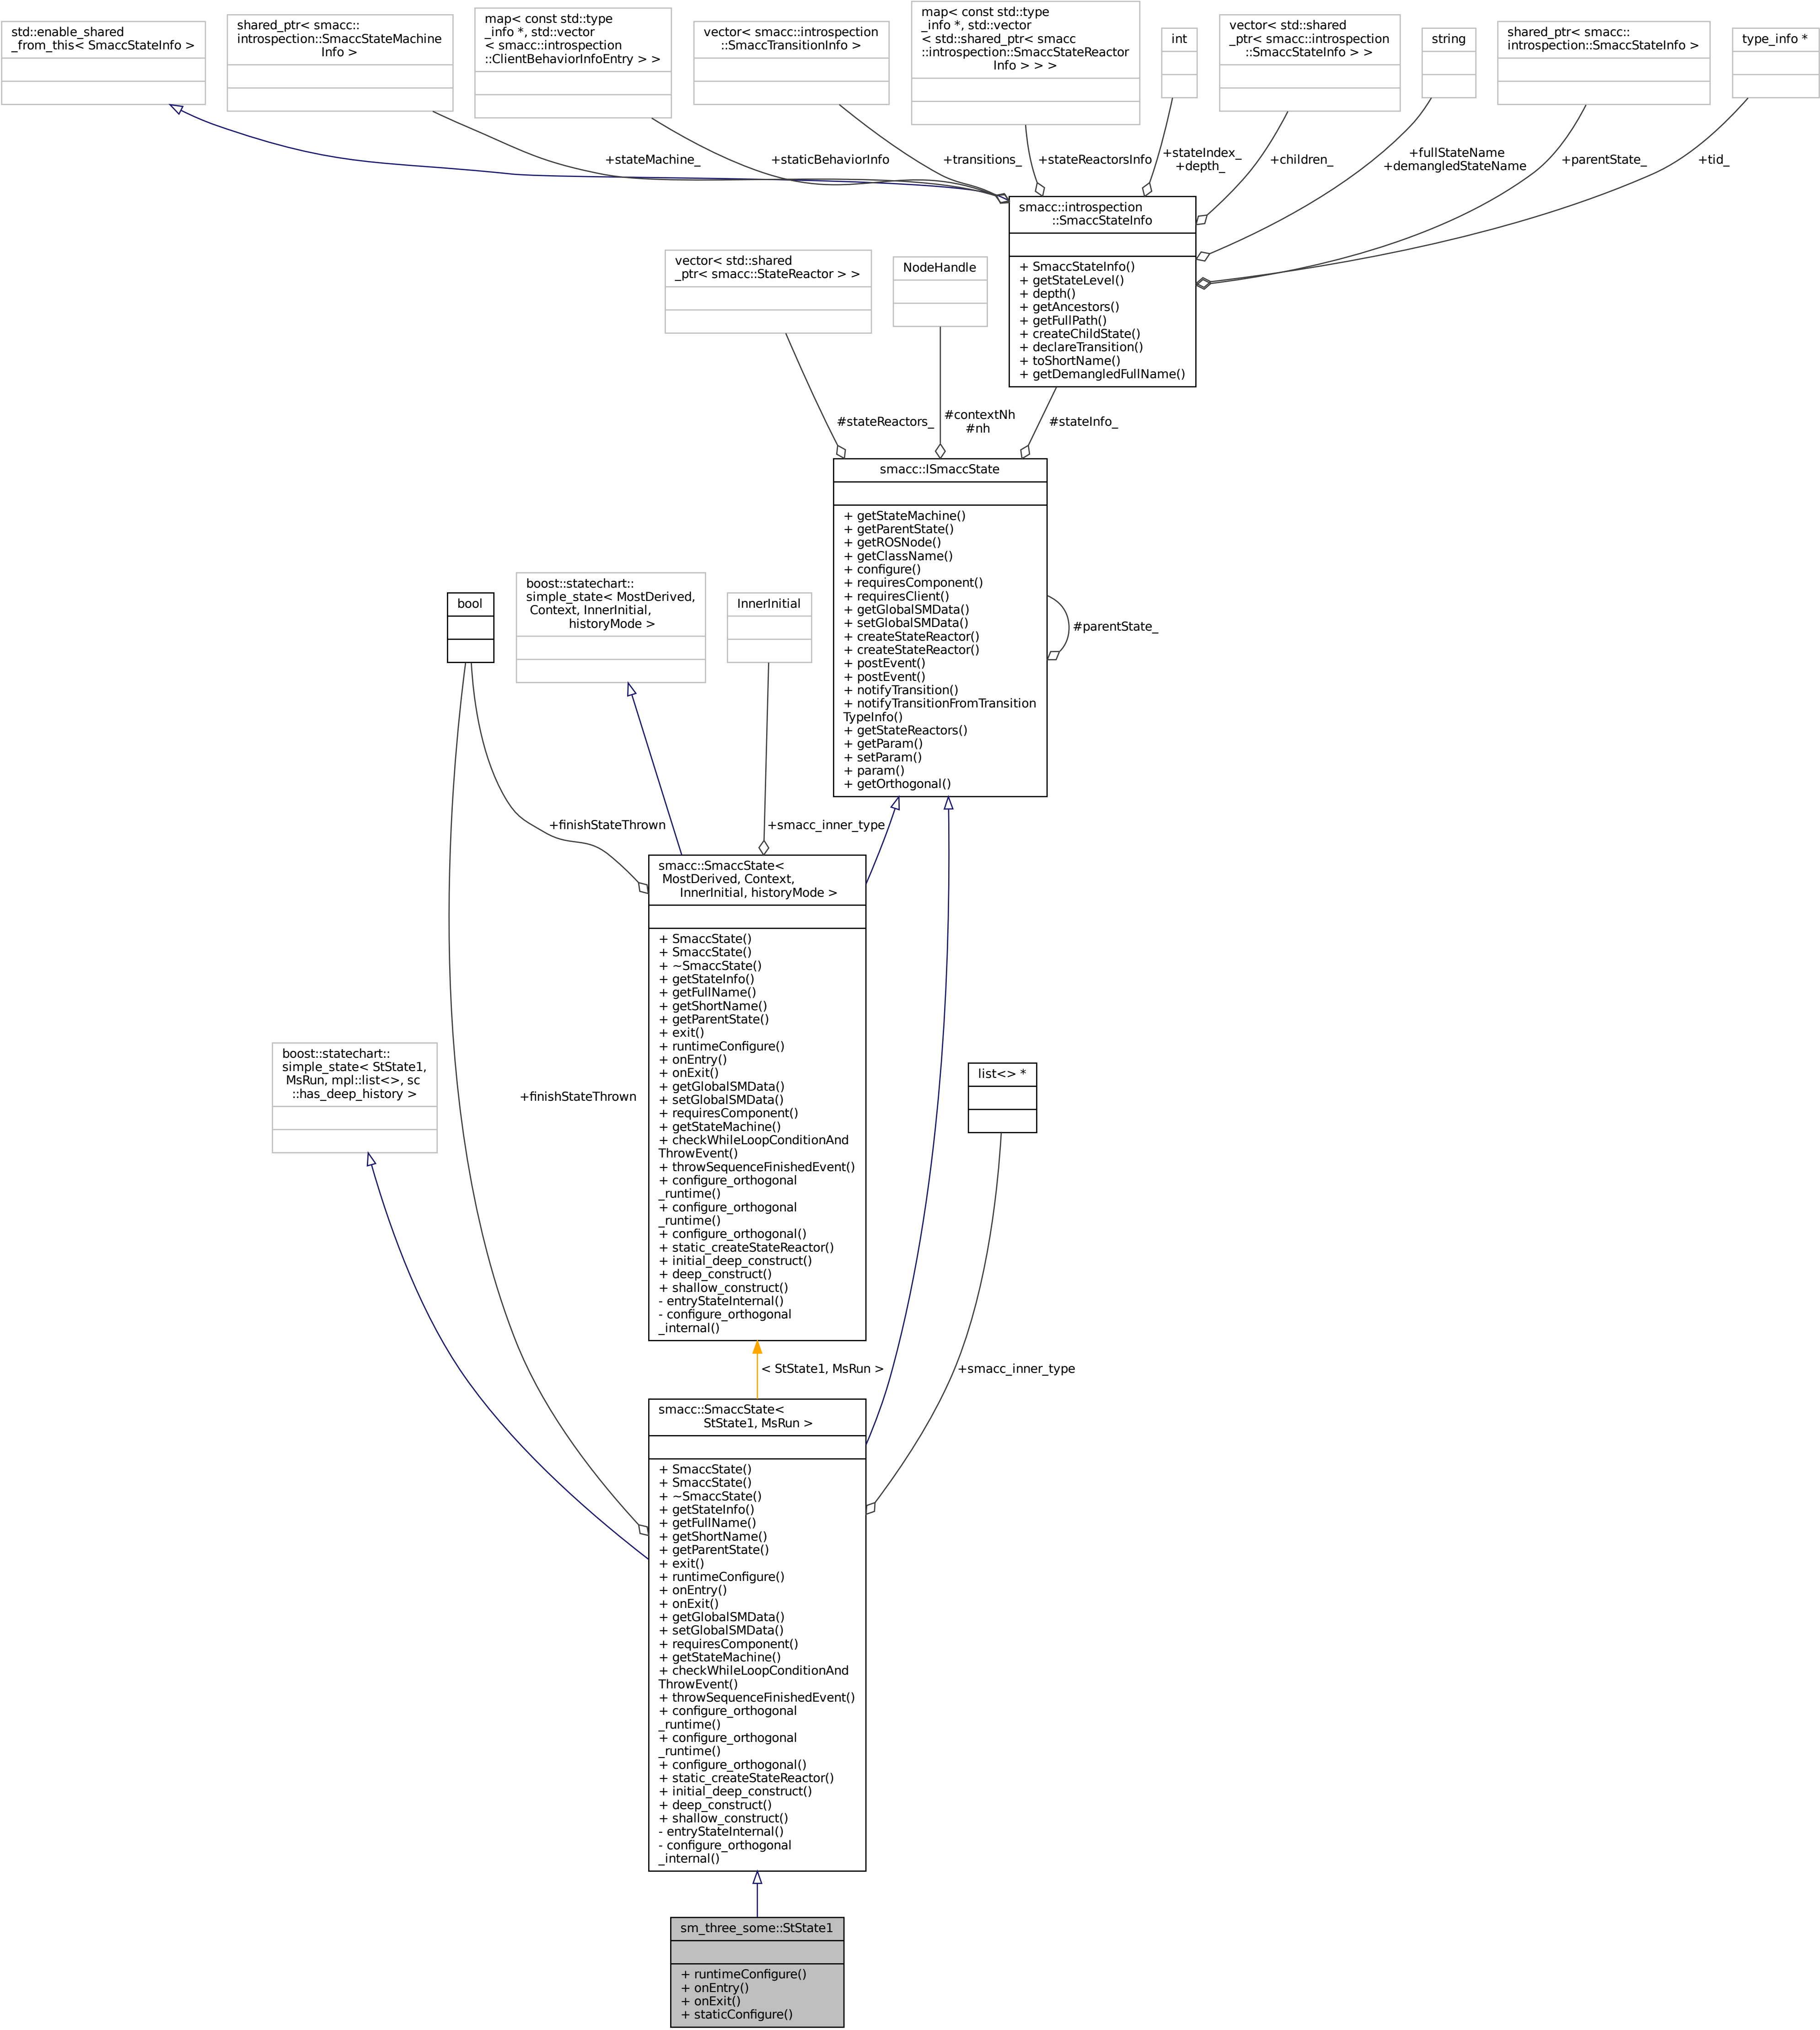 std::enable_shared
_from_this< SmaccStateInfo >
shared_ptr< smacc::
introspection::SmaccStateMachine
Info >
map< const std::type
_info *, std::vector
< smacc::introspection
::ClientBehaviorInfoEntry > >
vector< smacc::introspection
::SmaccTransitionInfo >
map< const std::type
_info *, std::vector
< std::shared_ptr< smacc
::introspection::SmaccStateReactor
Info > > >
int
vector< std::shared
_ptr< smacc::introspection
::SmaccStateInfo > >
string
shared_ptr< smacc::
introspection::SmaccStateInfo >
type_info *
+stateMachine_
+staticBehaviorInfo
+transitions_
+stateReactorsInfo
+stateIndex_
+depth_
+children_
+fullStateName
+demangledStateName
+parentState_
+tid_
smacc::introspection
::SmaccStateInfo
+ SmaccStateInfo()
+ getStateLevel()
+ depth()
+ getAncestors()
+ getFullPath()
+ createChildState()
+ declareTransition()
+ toShortName()
+ getDemangledFullName()
vector< std::shared
_ptr< smacc::StateReactor > >
NodeHandle
#stateReactors_
#contextNh
#nh
#stateInfo_
smacc::ISmaccState
+ getStateMachine()
+ getParentState()
+ getROSNode()
+ getClassName()
+ configure()
+ requiresComponent()
+ requiresClient()
+ getGlobalSMData()
+ setGlobalSMData()
+ createStateReactor()
+ createStateReactor()
+ postEvent()
+ postEvent()
+ notifyTransition()
+ notifyTransitionFromTransition
TypeInfo()
+ getStateReactors()
+ getParam()
+ setParam()
+ param()
+ getOrthogonal()
#parentState_
bool
boost::statechart::
simple_state< MostDerived,
Context, InnerInitial,
historyMode >
InnerInitial
+finishStateThrown
+smacc_inner_type
smacc::SmaccState<
MostDerived, Context,
InnerInitial, historyMode >
+ SmaccState()
+ SmaccState()
+ ~SmaccState()
+ getStateInfo()
+ getFullName()
+ getShortName()
+ getParentState()
+ exit()
+ runtimeConfigure()
+ onEntry()
+ onExit()
+ getGlobalSMData()
+ setGlobalSMData()
+ requiresComponent()
+ getStateMachine()
+ checkWhileLoopConditionAnd
ThrowEvent()
+ throwSequenceFinishedEvent()
+ configure_orthogonal
_runtime()
+ configure_orthogonal
_runtime()
+ configure_orthogonal()
+ static_createStateReactor()
+ initial_deep_construct()
+ deep_construct()
+ shallow_construct()
- entryStateInternal()
- configure_orthogonal
_internal()
boost::statechart::
simple_state< StState1,
MsRun, mpl::list<>, sc
::has_deep_history >
+finishStateThrown
list<> *
< StState1, MsRun >
+smacc_inner_type
smacc::SmaccState<
StState1, MsRun >
+ SmaccState()
+ SmaccState()
+ ~SmaccState()
+ getStateInfo()
+ getFullName()
+ getShortName()
+ getParentState()
+ exit()
+ runtimeConfigure()
+ onEntry()
+ onExit()
+ getGlobalSMData()
+ setGlobalSMData()
+ requiresComponent()
+ getStateMachine()
+ checkWhileLoopConditionAnd
ThrowEvent()
+ throwSequenceFinishedEvent()
+ configure_orthogonal
_runtime()
+ configure_orthogonal
_runtime()
+ configure_orthogonal()
+ static_createStateReactor()
+ initial_deep_construct()
+ deep_construct()
+ shallow_construct()
- entryStateInternal()
- configure_orthogonal
_internal()
sm_three_some::StState1
+ runtimeConfigure()
+ onEntry()
+ onExit()
+ staticConfigure()